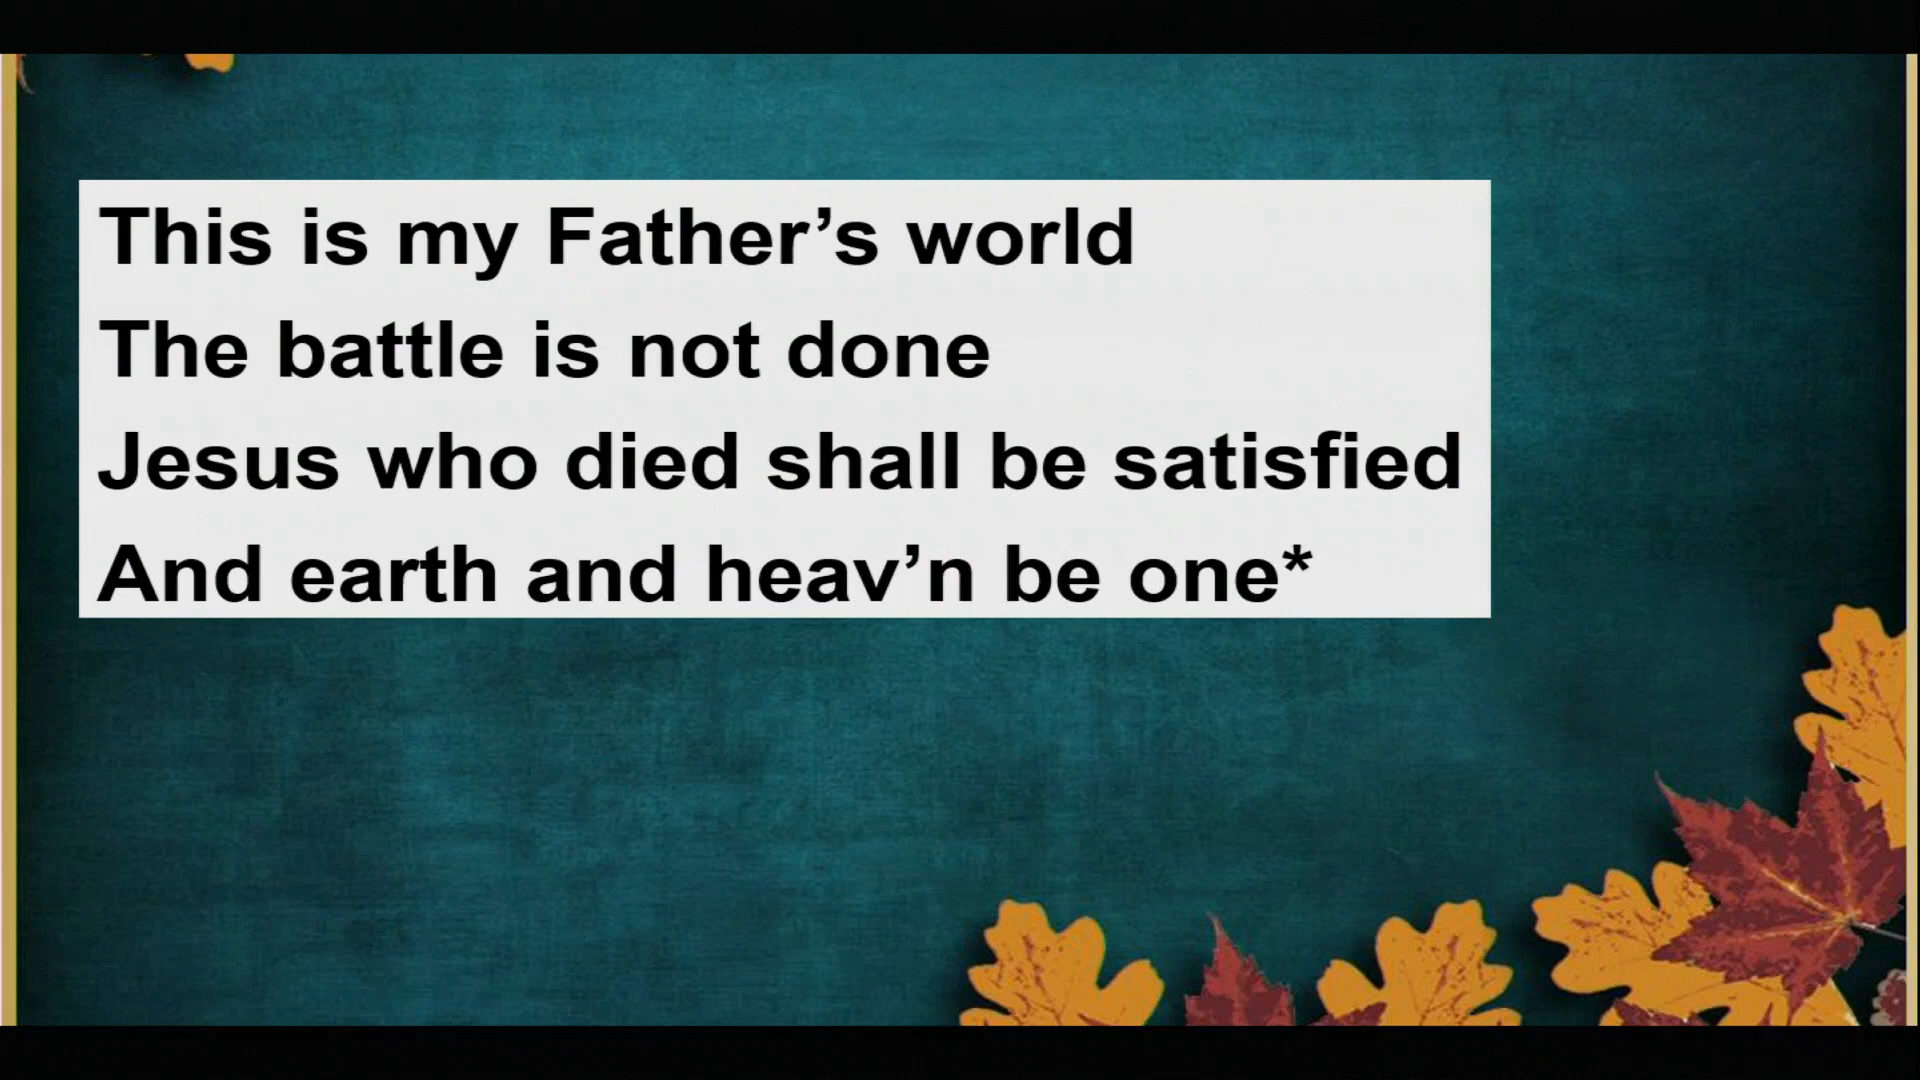 This is my Father’s world
The battle is not done
Jesus who died shall be satisfied
And earth and heav’n be one*